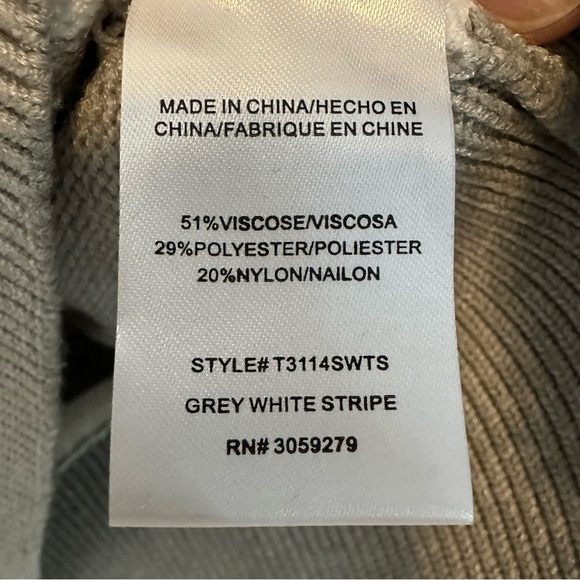 MADE IN CHINA/HECHO EN
CHINA/FABRIQUE EN CHINE
51%VISCOSE/VISCOSA
29%POLYESTER/POLIESTER
20%NYLON/NAILON
STYLE# T3114SWTS
GREY WHITE STRIPE
RN# 3059279